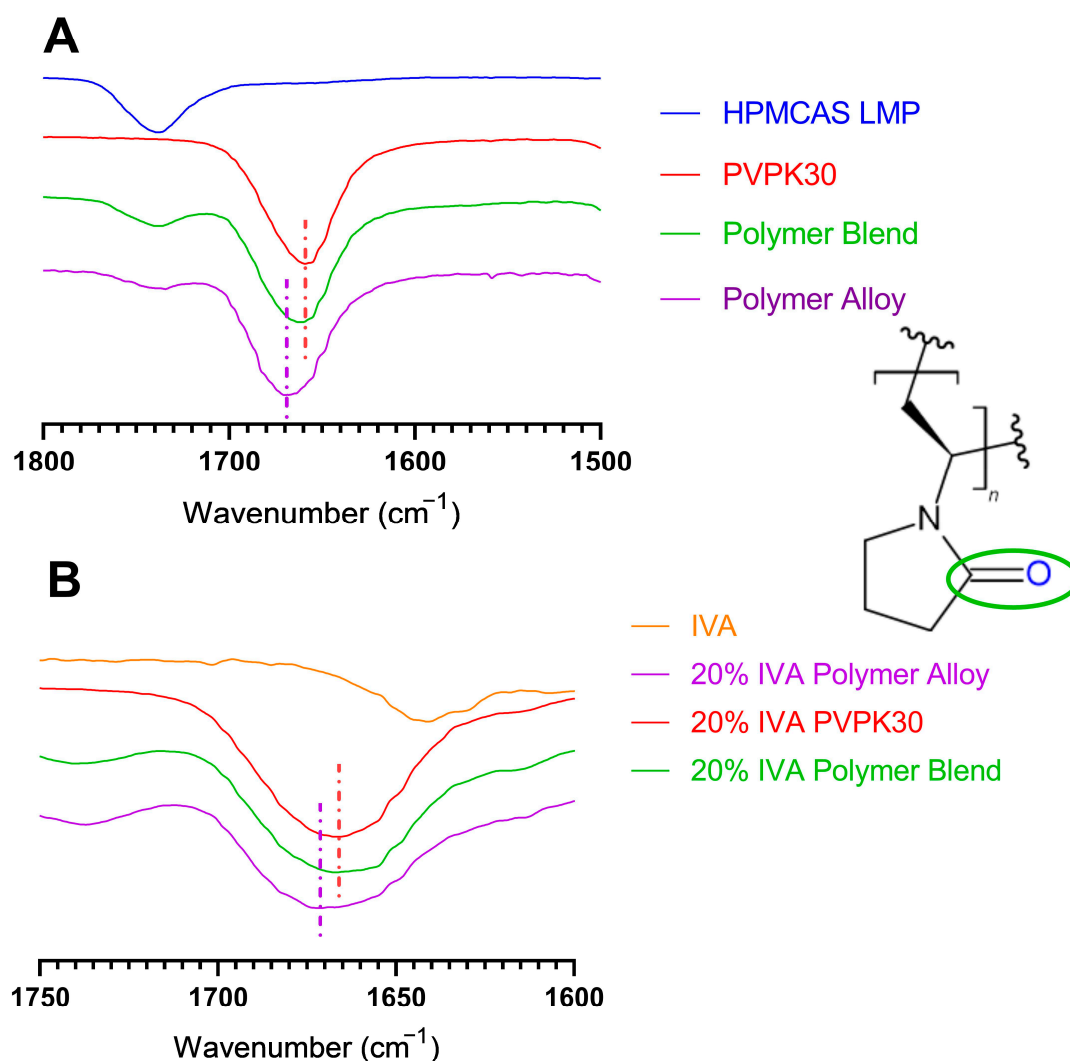 A
HPMCAS LMP
PVPK30
Polymer Blend
Polymer Alloy
1800 1700 1600 1500
Wavenumber (cm⁻¹)
n
N
O
B
IVA
20% IVA Polymer Alloy
20% IVA PVPK30
20% IVA Polymer Blend
1750 1700 1650 1600
Wavenumber (cm⁻¹)